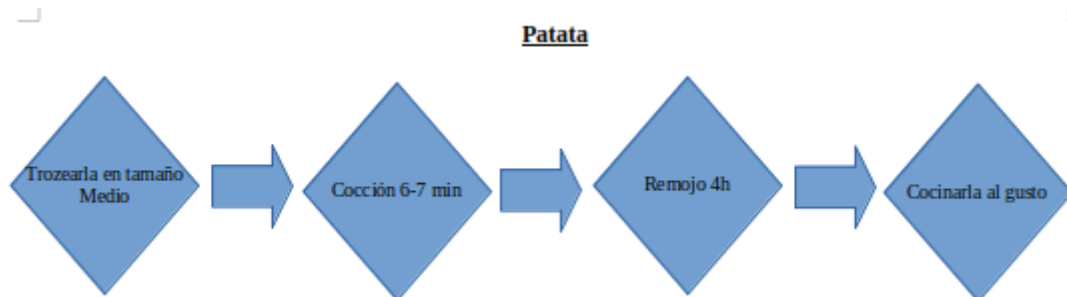 Patata
Trozearla en tamaño
Medio
Cocción 6-7 min
Remojo 4h
Cocinarla al gusto